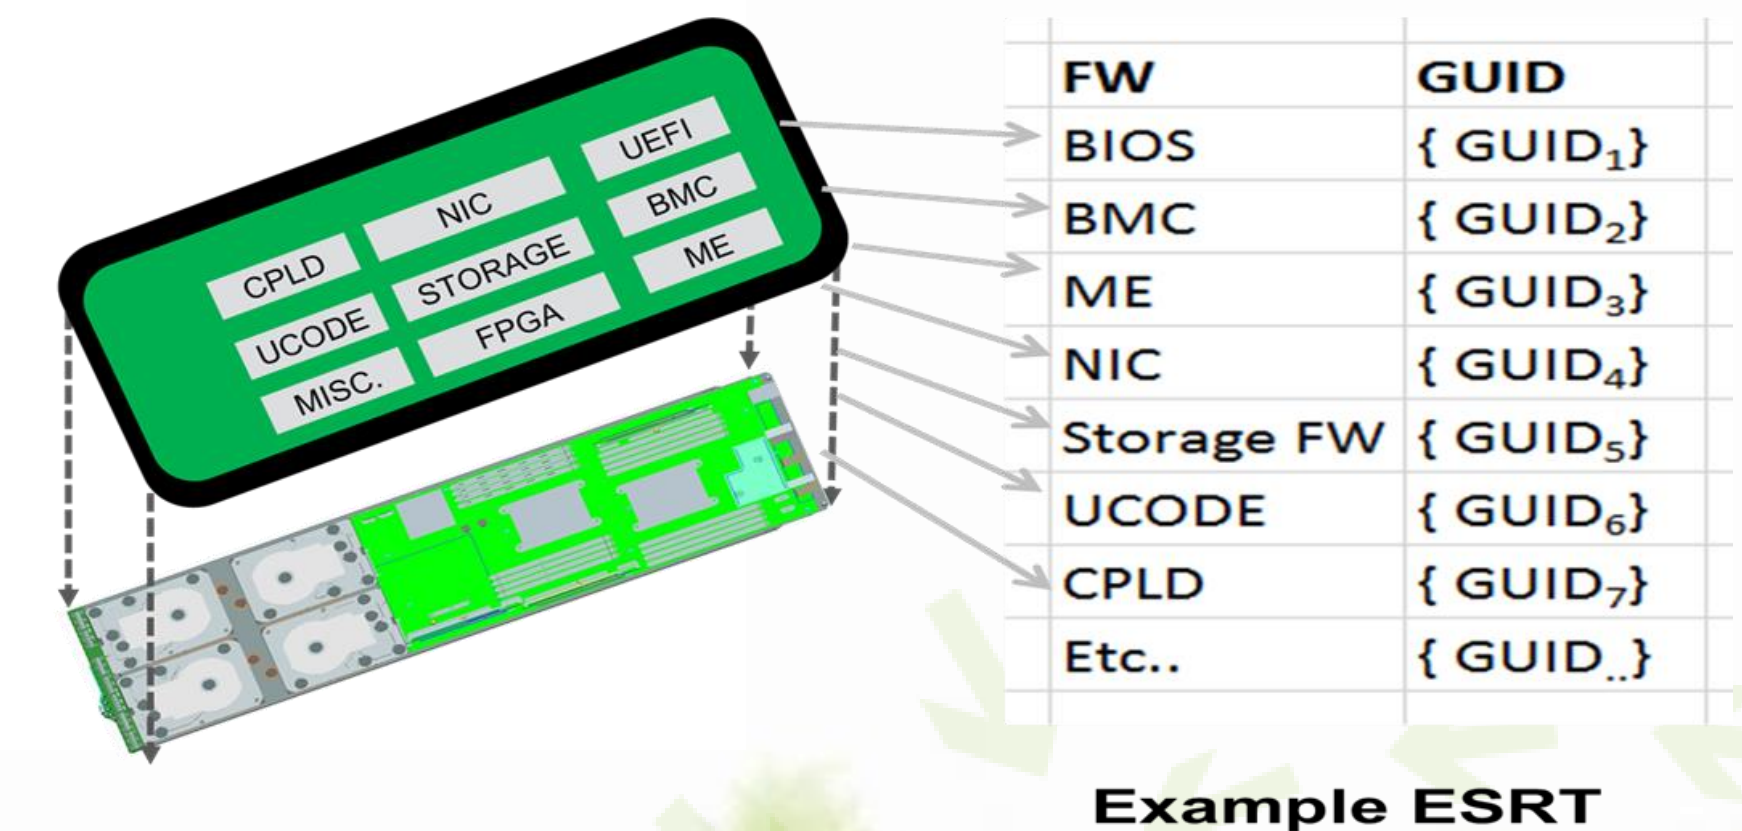 UEFI
NIC
BMC
CPLD
STORAGE
ME
UCODE
FPGA
MISC.
FW GUID
BIOS { GUID₁}
BMC { GUID₂}
ME { GUID₃}
NIC { GUID₄}
Storage FW { GUID₅}
UCODE { GUID₆}
CPLD { GUID₇}
Etc.. { GUID..}
Example ESRT